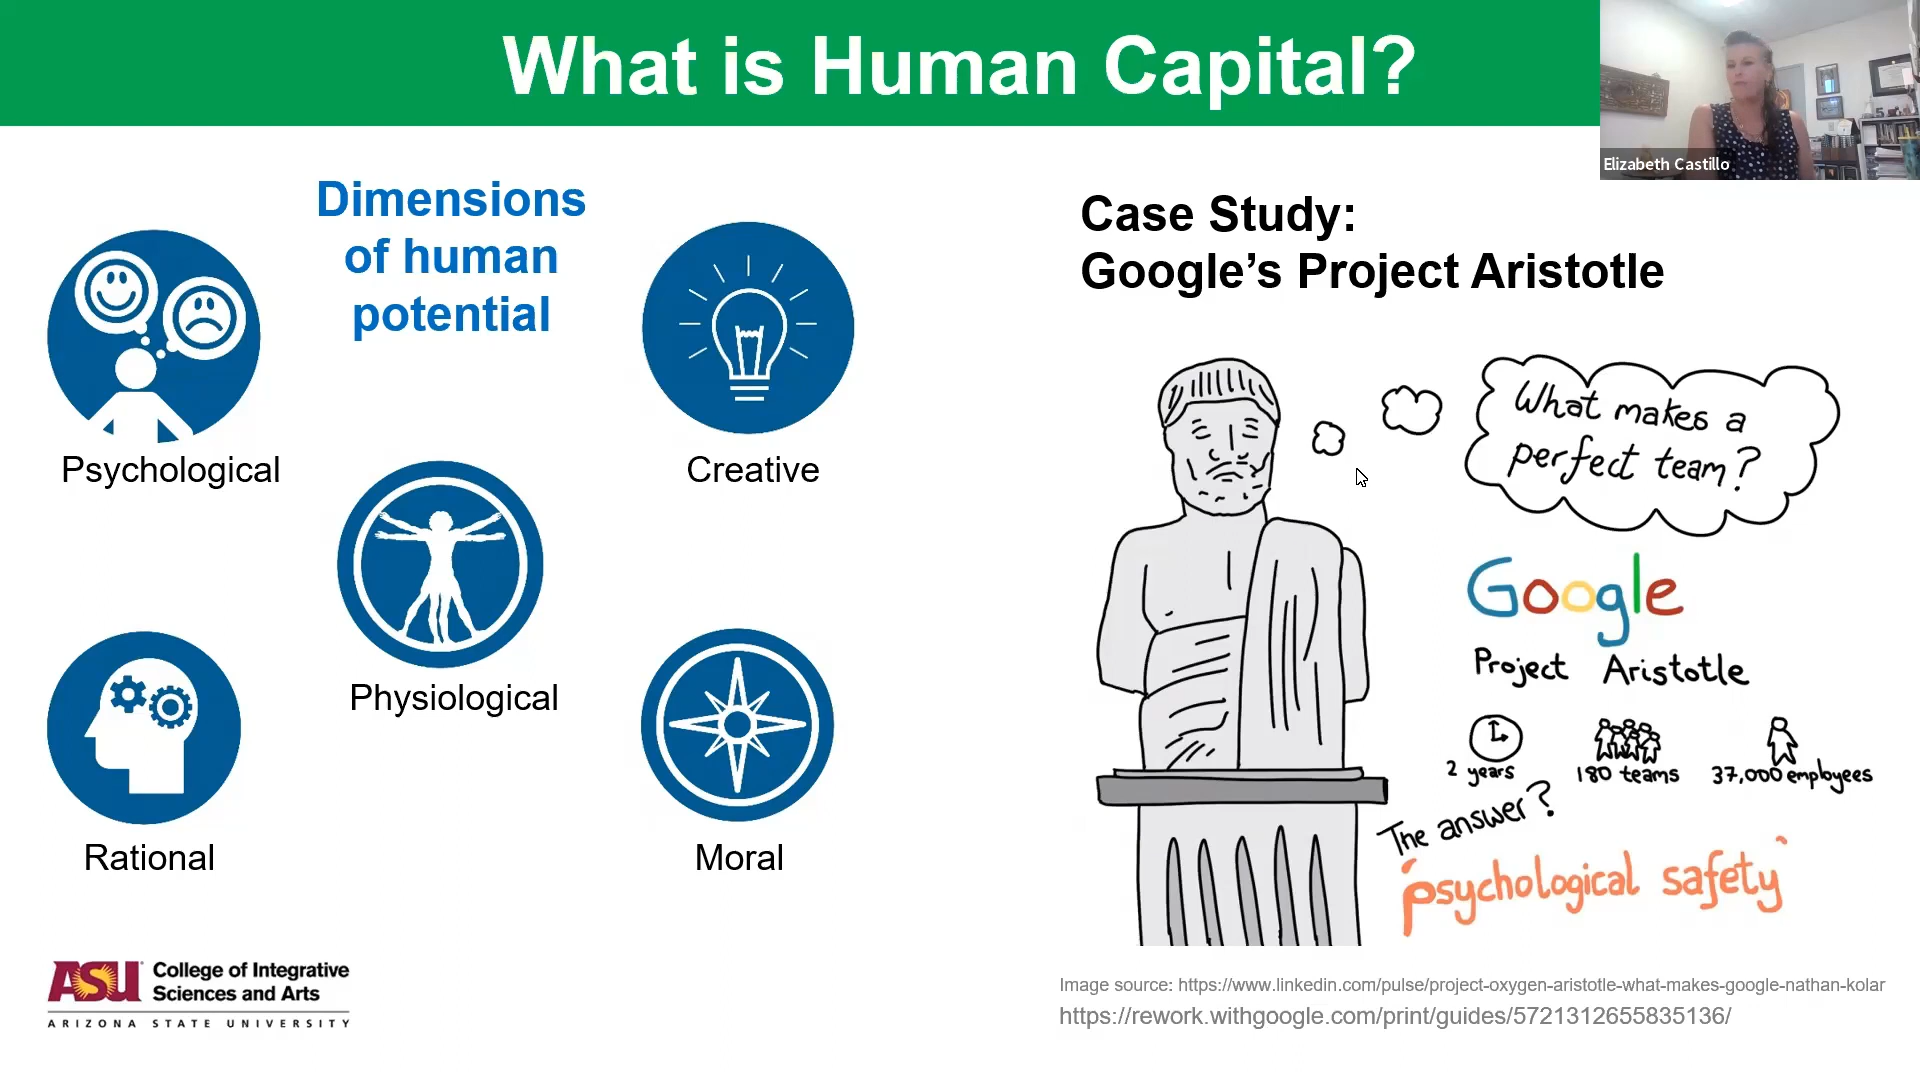 What is Human Capital?
Elizabeth Castillo
Dimensions
of human
potential
Psychological
Creative
Physiological
Rational
Moral
Case Study:
Google’s Project Aristotle
What makes a
perfect team?
Google
Project Aristotle
2 years
180 teams
37,000 employees
The answer?
"psychological safety"
ASU College of Integrative
Sciences and Arts
ARIZONA STATE UNIVERSITY
Image source: https://www.linkedin.com/pulse/project-oxygen-aristotle-what-makes-google-nathan-kolar
https://rework.withgoogle.com/print/guides/5721312655835136/